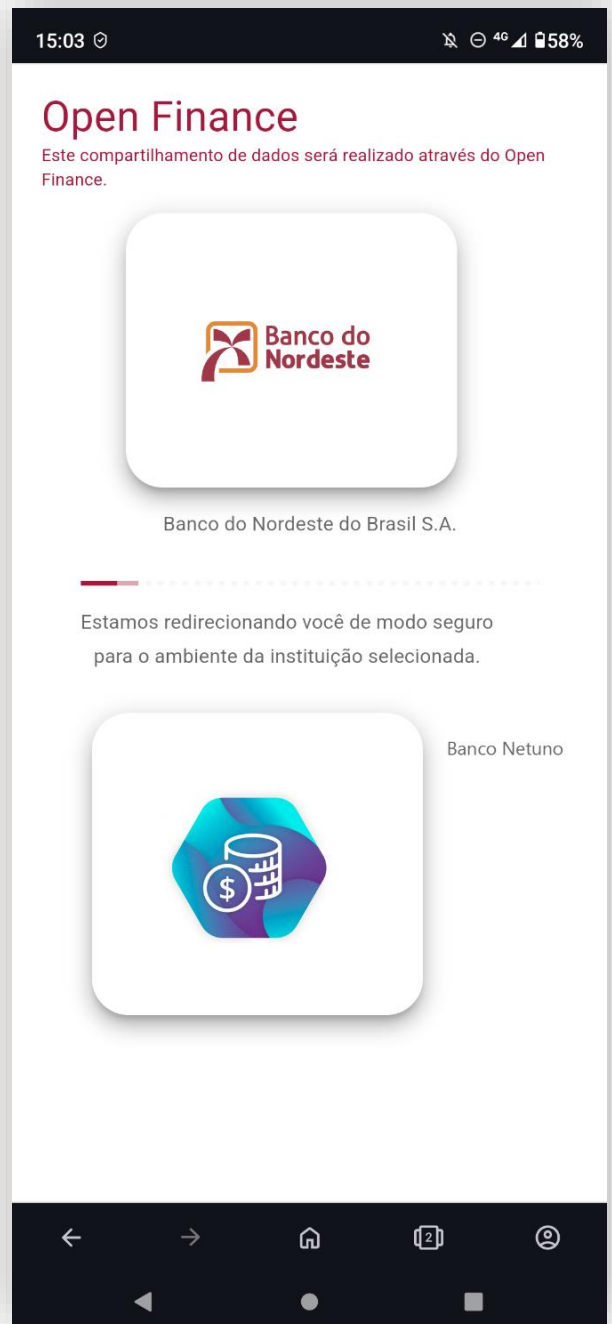 15:03 4G 58%
Open Finance
Este compartilhamento de dados será realizado através do Open
Finance.
Banco do
Nordeste
Banco do Nordeste do Brasil S.A.
Estamos redirecionando você de modo seguro
para o ambiente da instituição selecionada.
Banco Netuno
$
2